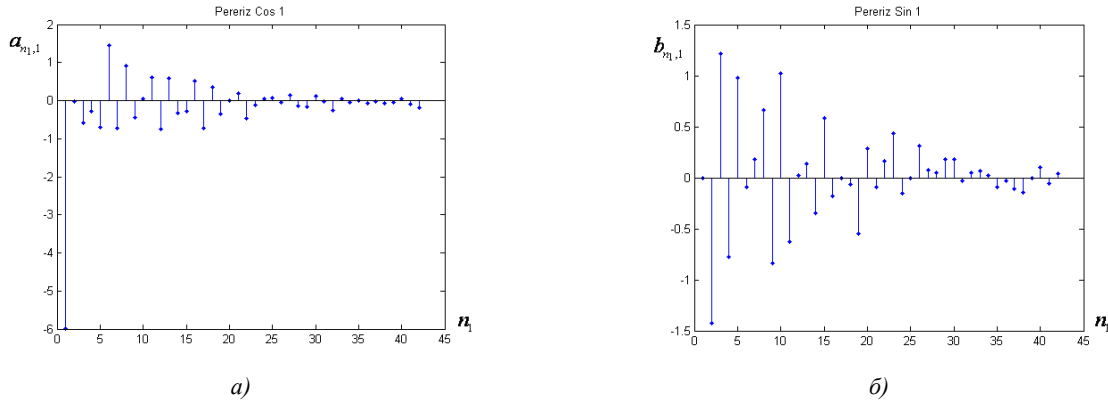 Pereriz Cos 1
a_{n_1,1}
2
1
0
-1
-2
-3
-4
-5
-6
0 5 10 15 20 25 30 35 40 45
n_1
а)
Pereriz Sin 1
b_{n_1,1}
1.5
1
0.5
0
-0.5
-1
-1.5
0 5 10 15 20 25 30 35 40 45
n_1
б)